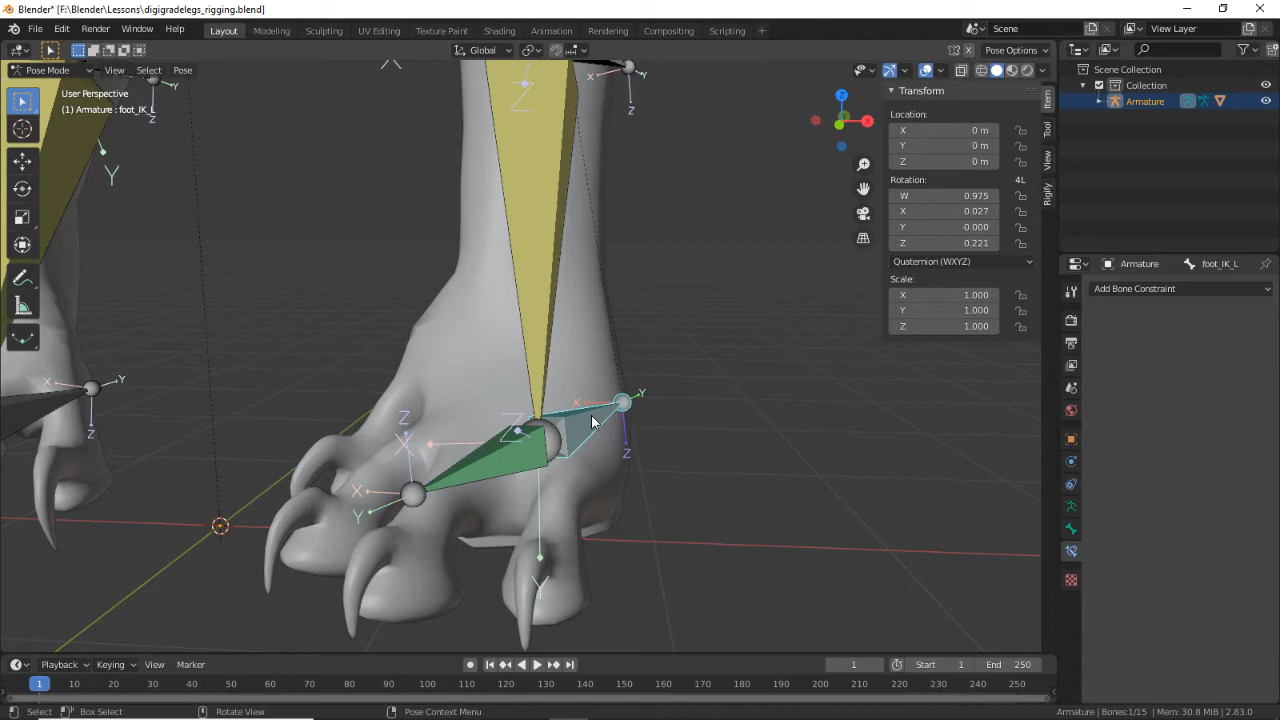 Blender* [F:\Blender\Lessons\digigradelegs_rigging.blend]
File Edit Render Window Help
Layout Modeling Sculpting UV Editing Texture Paint Shading Animation Rendering Compositing Scripting +
Scene
View Layer
Global
Pose Options
Pose Mode View Select Pose
User Perspective
(1) Armature : foot_IK_L
X
Y
Z
Z
X
Y
Z
Y
Z
X
Transform
Location:
X 0 m
Y 0 m
Z 0 m
Rotation: 4L
W 0.975
X 0.027
Y -0.000
Z 0.221
Quaternion (WXYZ)
Scale:
X 1.000
Y 1.000
Z 1.000
Item
Tool
View
Rigify
Scene Collection
Collection
Armature
Armature foot_IK_L
Add Bone Constraint
X Y
Z
X Y
Z
Z
X
Z
X
Y
Y
Playback Keying View Marker
1 Start 1 End 250
1 10 20 30 40 50 60 70 80 90 100 110 120 130 140 150 160 170 180 190 200 210 220 230 240 250
Select Box Select Rotate View Pose Context Menu
Armature | Bones:1/15 | Mem: 30.8 MiB | 2.83.0